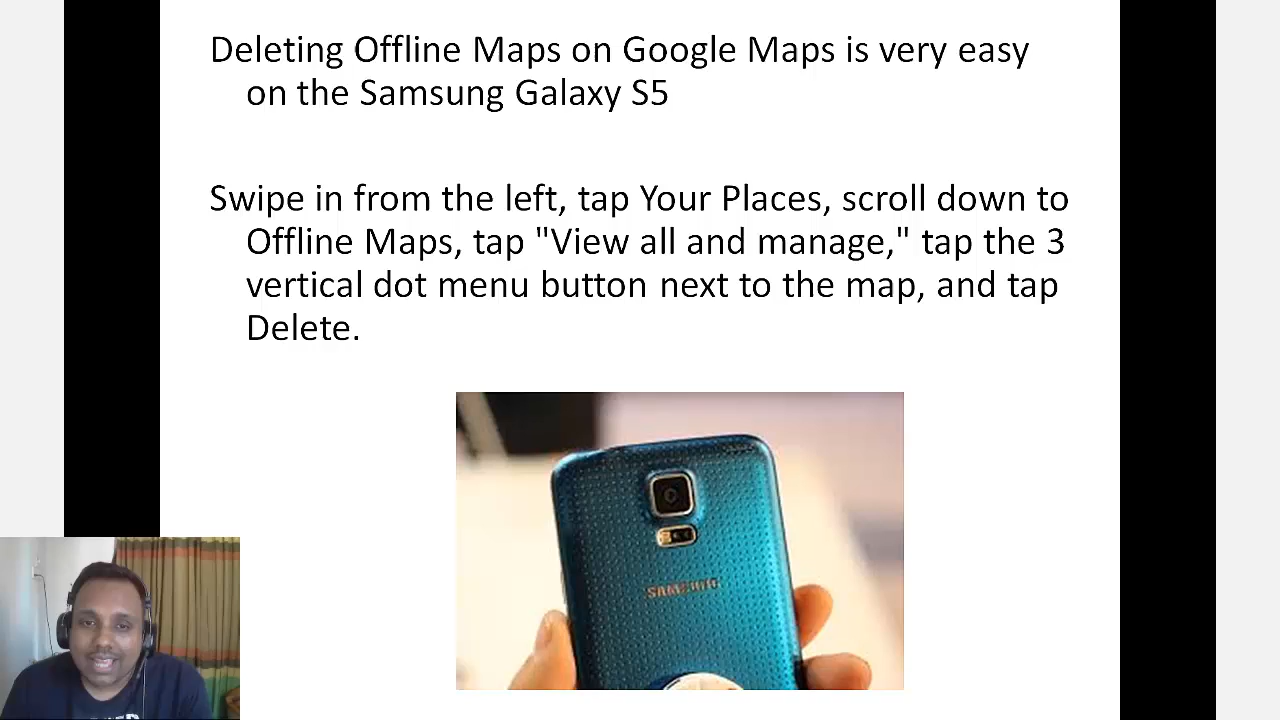 Deleting Offline Maps on Google Maps is very easy
on the Samsung Galaxy S5
Swipe in from the left, tap Your Places, scroll down to
Offline Maps, tap "View all and manage," tap the 3
vertical dot menu button next to the map, and tap
Delete.
SAMSUNG